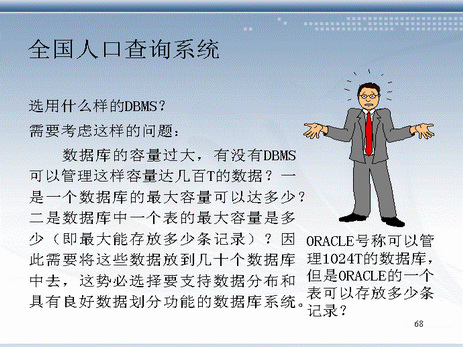 全国人口查询系统
选用什么样的DBMS？
需要考虑这样的问题：
数据库的容量过大，有没有DBMS
可以管理这样容量达几百T的数据？一
是一个数据库的最大容量可以达多少？
二是数据库中一个表的最大容量是多
少（即最大能存放多少条记录）？因
此需要将这些数据放到几十个数据库
中去，这势必选择要支持数据分布和
具有良好数据划分功能的数据库系统。
ORACLE号称可以管
理1024T的数据库，
但是ORACLE的一个
表可以存放多少条
记录？
68